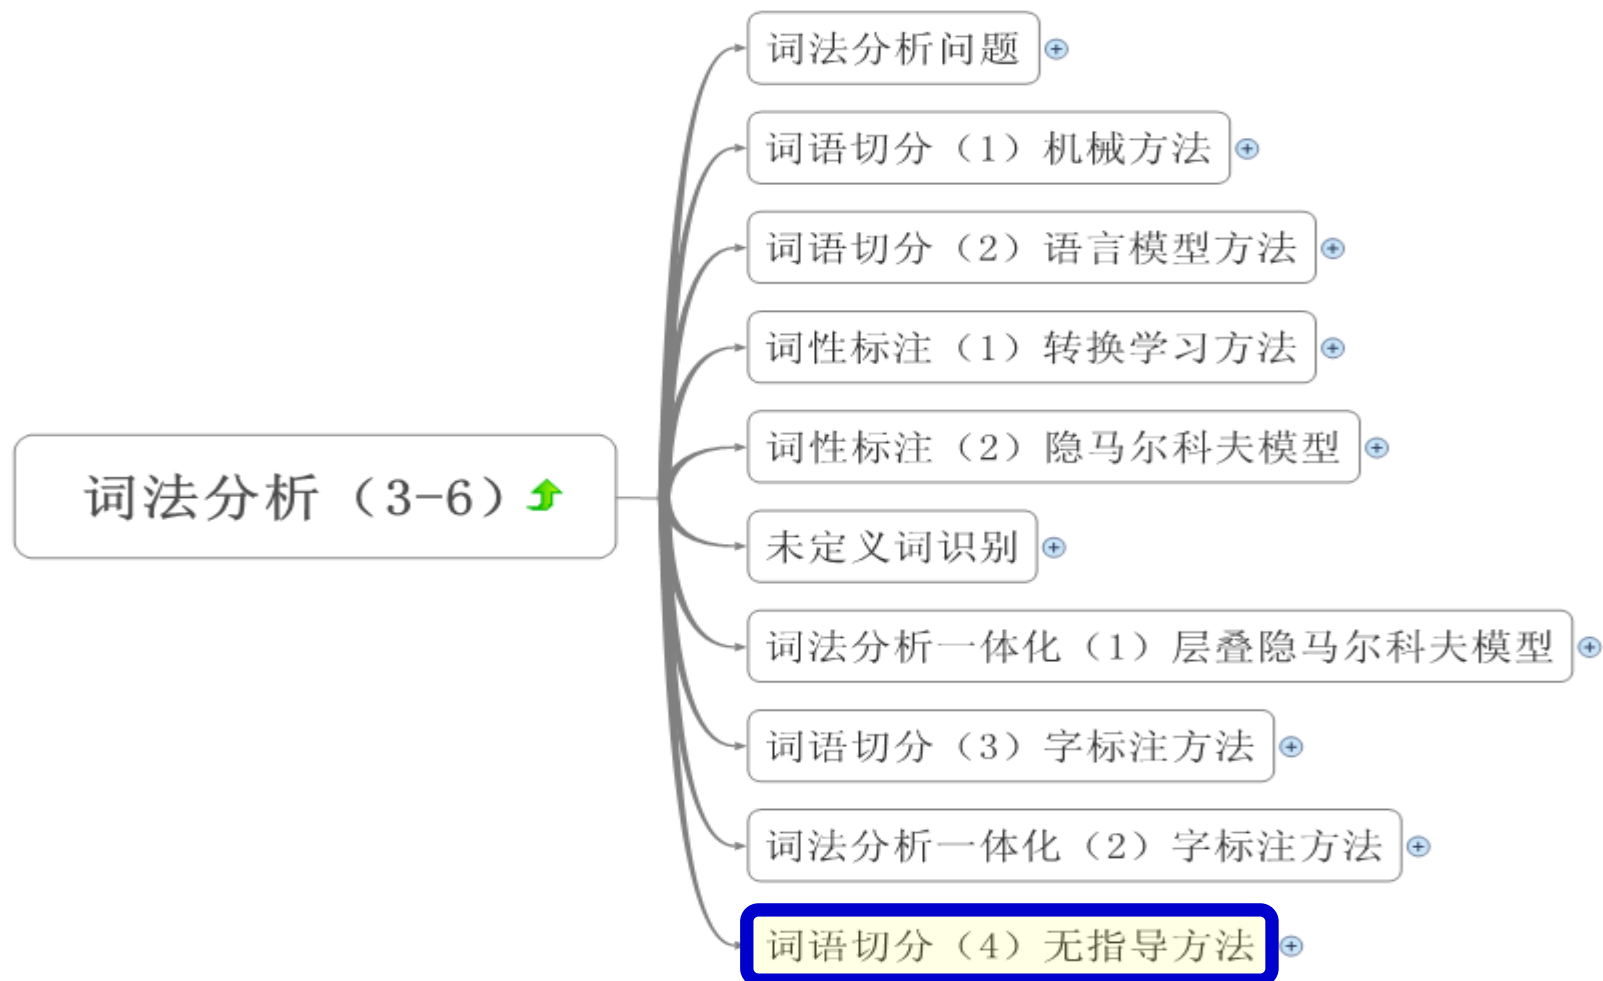 词法分析问题
词语切分（1）机械方法
词语切分（2）语言模型方法
词性标注（1）转换学习方法
词性标注（2）隐马尔科夫模型
词法分析（3-6）
未定义词识别
词法分析一体化（1）层叠隐马尔科夫模型
词语切分（3）字标注方法
词法分析一体化（2）字标注方法
词语切分（4）无指导方法